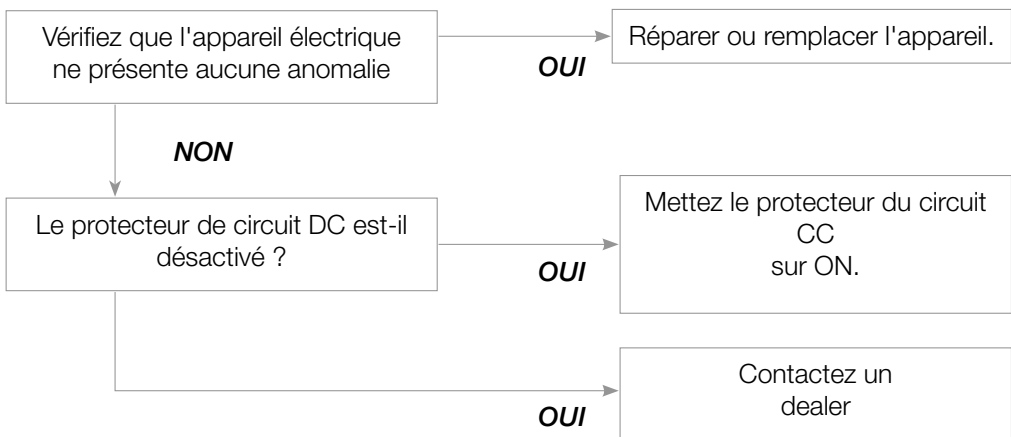 Vérifiez que l'appareil électrique
ne présente aucune anomalie
OUI
Réparer ou remplacer l'appareil.
NON
Le protecteur de circuit DC est-il
désactivé ?
OUI
Mettez le protecteur du circuit
CC
sur ON.
OUI
Contactez un
dealer